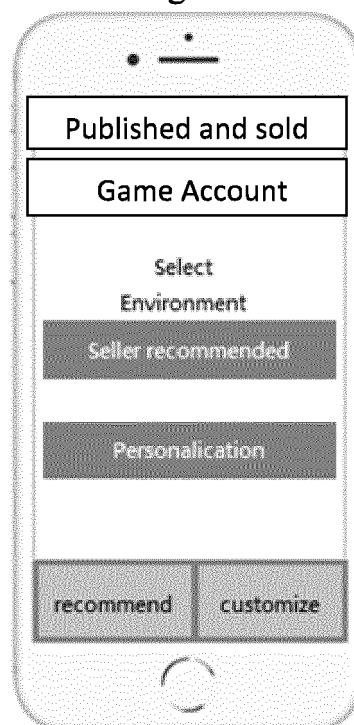 Published and sold
Game Account
Select
Environment
Seller recommended
Personalication
recommend
customize